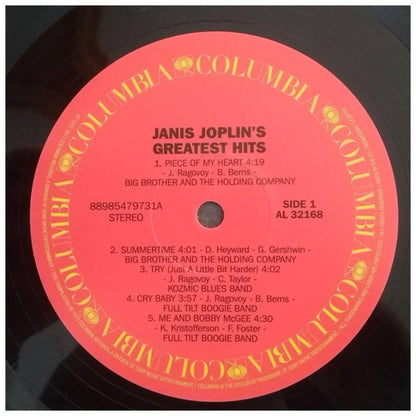 COLUMBIA COLUMBIA COLUMBIA COLUMBIA COLUMBIA COLUMBIA
JANIS JOPLIN'S
GREATEST HITS
1. PIECE OF MY HEART 4:19
- J. Ragovoy - B. Berns -
BIG BROTHER AND THE HOLDING COMPANY
88985479731A
STEREO
SIDE 1
AL 32168
2. SUMMERTIME 4:01 - D. Heyward - G. Gershwin -
BIG BROTHER AND THE HOLDING COMPANY
3. TRY (Just A Little Bit Harder) 4:02
- J. Ragovoy - C. Taylor -
KOZMIC BLUES BAND
4. CRY BABY 3:57 - J. Ragovoy - B. Berns -
FULL TILT BOOGIE BAND
5. ME AND BOBBY McGEE 4:30
- K. Kristofferson - F. Foster -
FULL TILT BOOGIE BAND